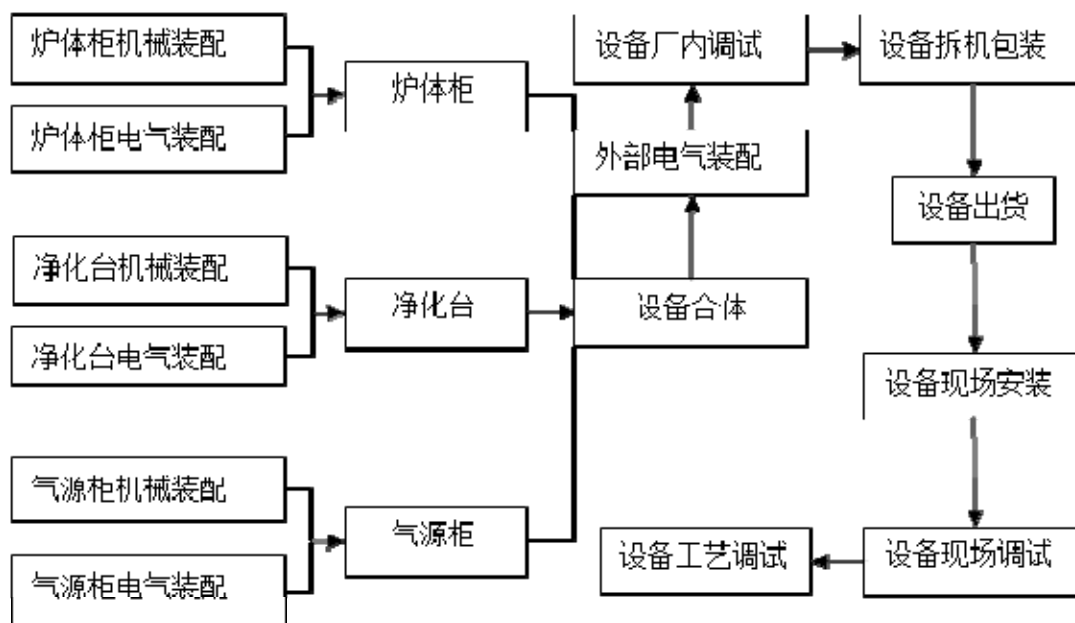 炉体柜机械装配
炉体柜电气装配
炉体柜
净化台机械装配
净化台电气装配
净化台
气源柜机械装配
气源柜电气装配
气源柜
设备合体
外部电气装配
设备厂内调试
设备拆机包装
设备出货
设备现场安装
设备现场调试
设备工艺调试